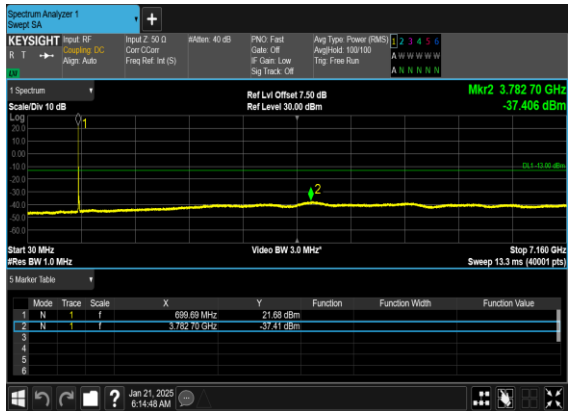 Spectrum Analyzer 1
Swept SA
+
KEYSIGHT Input: RF Input Z: 50 Ω #Atten: 40 dB PNO: Fast Avg Type: Power (RMS) 1 2 3 4 5 6
R T Coupling: DC Corr CCorr Gate: Off Avg|Hold: 100/100 A W W W W W
Align: Auto Freq Ref: Int (S) IF Gain: Low Trig: Free Run
LXI Sig Track: Off A N N N N N
1 Spectrum Ref Lvl Offset 7.50 dB Mkr2 3.782 70 GHz
Scale/Div 10 dB Ref Level 30.00 dBm -37.406 dBm
Log
1
20.0
10.0
0.00
-10.0
DL1 -13.00 dBm
-20.0
-30.0
2
-40.0
-50.0
-60.0
Start 30 MHz Video BW 3.0 MHz* Stop 7.160 GHz
#Res BW 1.0 MHz Sweep 13.3 ms (40001 pts)
5 Marker Table
Mode Trace Scale X Y Function Function Width Function Value
1 N 1 f 699.69 MHz 21.68 dBm
2 N 1 f 3.782 70 GHz -37.41 dBm
3
4
5
6
? Jan 21, 2025
6:14:48 AM